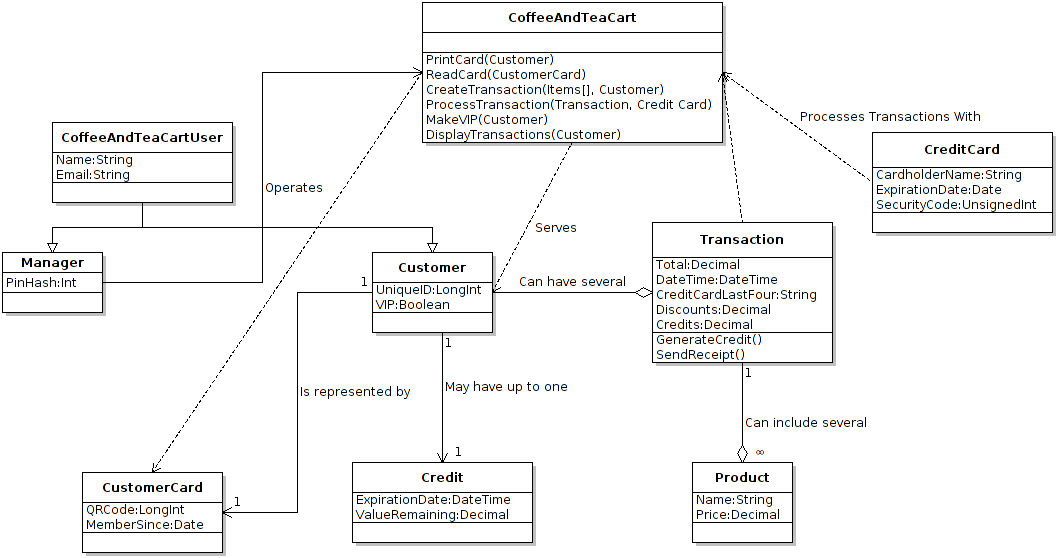 CoffeeAndTeaCart
PrintCard(Customer)
ReadCard(CustomerCard)
CreateTransaction(Items[], Customer)
ProcessTransaction(Transaction, Credit Card)
MakeVIP(Customer)
DisplayTransactions(Customer)
CoffeeAndTeaCartUser
Name:String
Email:String
Operates
Processes Transactions With
CreditCard
CardholderName:String
ExpirationDate:Date
SecurityCode:UnsignedInt
Serves
Manager
PinHash:Int
Customer
UniqueID:LongInt
VIP:Boolean
1
1
Can have several
Transaction
Total:Decimal
DateTime:DateTime
CreditCardLastFour:String
Discounts:Decimal
Credits:Decimal
GenerateCredit()
SendReceipt()
1
Is represented by
May have up to one
Can include several
1
1
∞
CustomerCard
QRCode:LongInt
MemberSince:Date
Credit
ExpirationDate:DateTime
ValueRemaining:Decimal
Product
Name:String
Price:Decimal